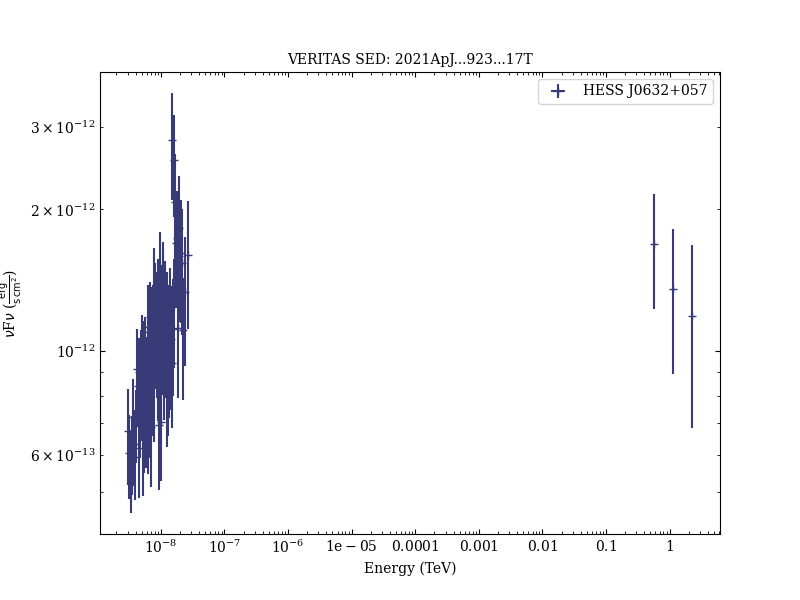 VERITAS SED: 2021ApJ...923...17T
HESS J0632+057
3 × 10⁻¹²
2 × 10⁻¹²
10⁻¹²
6 × 10⁻¹³
νFν (erg / s cm²)
10⁻⁸ 10⁻⁷ 10⁻⁶ 1e−05 0.0001 0.001 0.01 0.1 1
Energy (TeV)